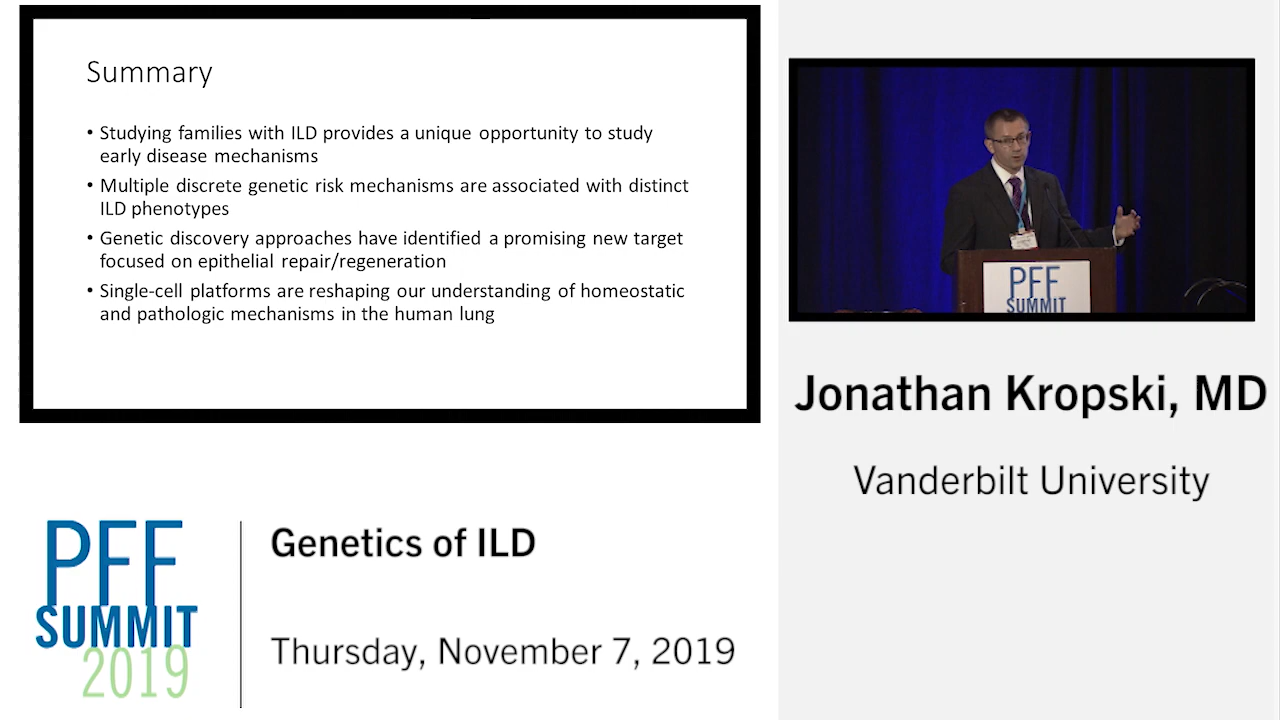 Summary
• Studying families with ILD provides a unique opportunity to study
early disease mechanisms
• Multiple discrete genetic risk mechanisms are associated with distinct
ILD phenotypes
• Genetic discovery approaches have identified a promising new target
focused on epithelial repair/regeneration
• Single-cell platforms are reshaping our understanding of homeostatic
and pathologic mechanisms in the human lung
PFF
SUMMIT
Jonathan Kropski, MD
Vanderbilt University
PFF
SUMMIT
2019
Genetics of ILD
Thursday, November 7, 2019